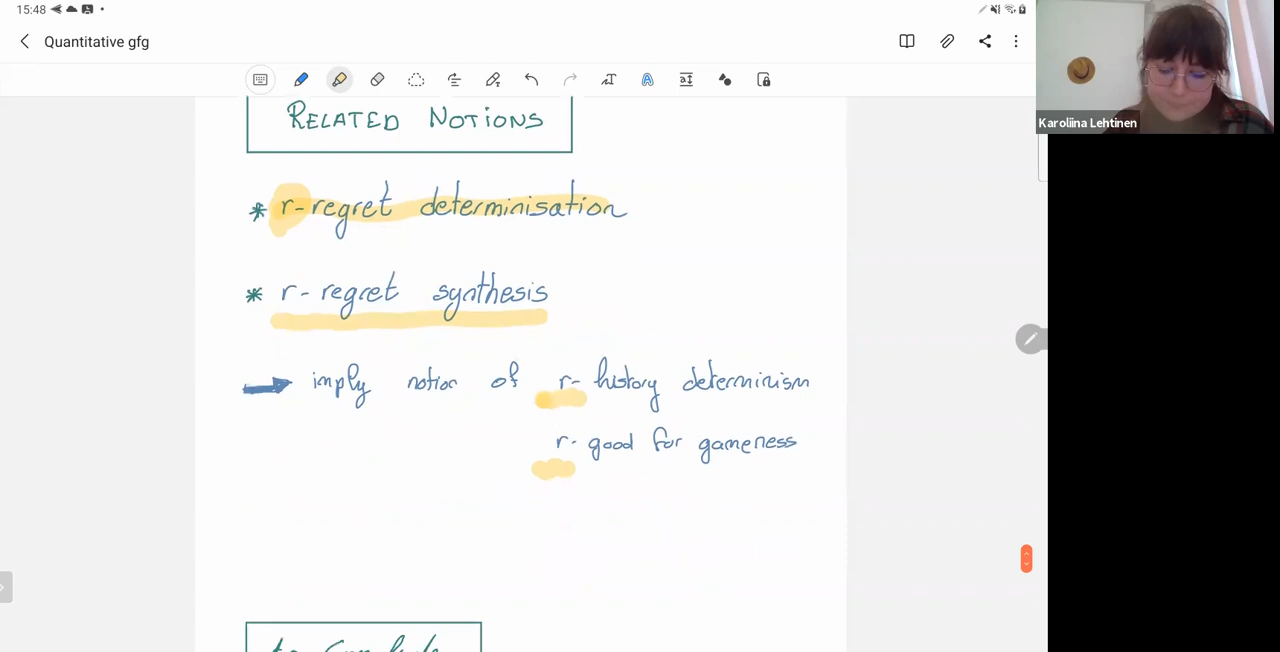 15:48
Quantitative gfg
Karoliina Lehtinen
RELATED NOTIONS
* r-regret determinisation
* r-regret synthesis
imply notion of r-history determinism
r-good for gameness